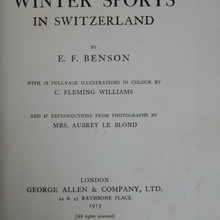 WINTER SPORTS
IN SWITZERLAND
BY
E. F. BENSON
WITH 12 FULL-PAGE ILLUSTRATIONS IN COLOUR BY
C. FLEMING WILLIAMS
AND 47 REPRODUCTIONS FROM PHOTOGRAPHS BY
MRS. AUBREY LE BLOND
LONDON
GEORGE ALLEN & COMPANY, LTD.
44 & 45 RATHBONE PLACE
1913
[All rights reserved]